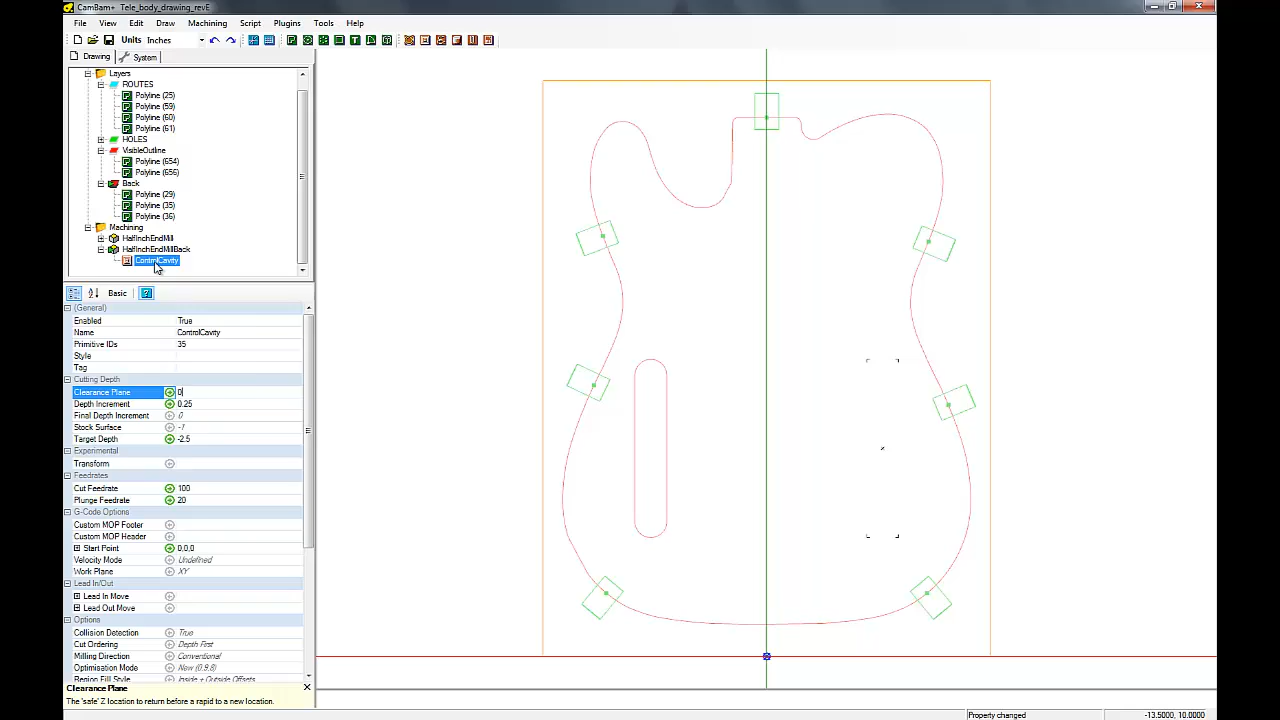 CamBam+ Tele_body_drawing_revE
File View Edit Draw Machining Script Plugins Tools Help
Units Inches
Drawing System
Layers
ROUTES
Polyline (25)
Polyline (59)
Polyline (60)
Polyline (61)
HOLES
VisibleOutline
Polyline (654)
Polyline (656)
Back
Polyline (29)
Polyline (35)
Polyline (36)
Machining
HalfInchEndMill
HalfInchEndMillBack
ControlCavity
Basic
(General)
Enabled True
Name ControlCavity
Primitive IDs 35
Style
Tag
Cutting Depth
Clearance Plane 0
Depth Increment 0.25
Final Depth Increment 0
Stock Surface -1
Target Depth -2.5
Experimental
Transform
Feedrates
Cut Feedrate 100
Plunge Feedrate 20
G-Code Options
Custom MOP Footer
Custom MOP Header
Start Point 0,0,0
Velocity Mode Undefined
Work Plane XY
Lead In/Out
Lead In Move
Lead Out Move
Options
Collision Detection True
Cut Ordering Depth First
Milling Direction Conventional
Optimisation Mode New (0.9.8)
Region Fill Style Inside + Outside Offsets
Clearance Plane
The 'safe' Z location to return before a rapid to a new location.
Property changed -13.5000, 10.0000